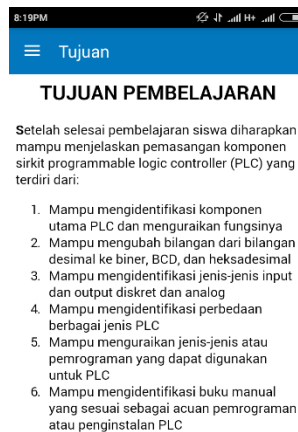 8:19PM H+
Tujuan
TUJUAN PEMBELAJARAN
Setelah selesai pembelajaran siswa diharapkan
mampu menjelaskan pemasangan komponen
sirkit programmable logic controller (PLC) yang
terdiri dari:
1. Mampu mengidentifikasi komponen
utama PLC dan menguraikan fungsinya
2. Mampu mengubah bilangan dari bilangan
desimal ke biner, BCD, dan heksadesimal
3. Mampu mengidentifikasi jenis-jenis input
dan output diskret dan analog
4. Mampu mengidentifikasi perbedaan
berbagai jenis PLC
5. Mampu menguraikan jenis-jenis atau
pemrograman yang dapat digunakan
untuk PLC
6. Mampu mengidentifikasi buku manual
yang sesuai sebagai acuan pemrograman
atau penginstalan PLC